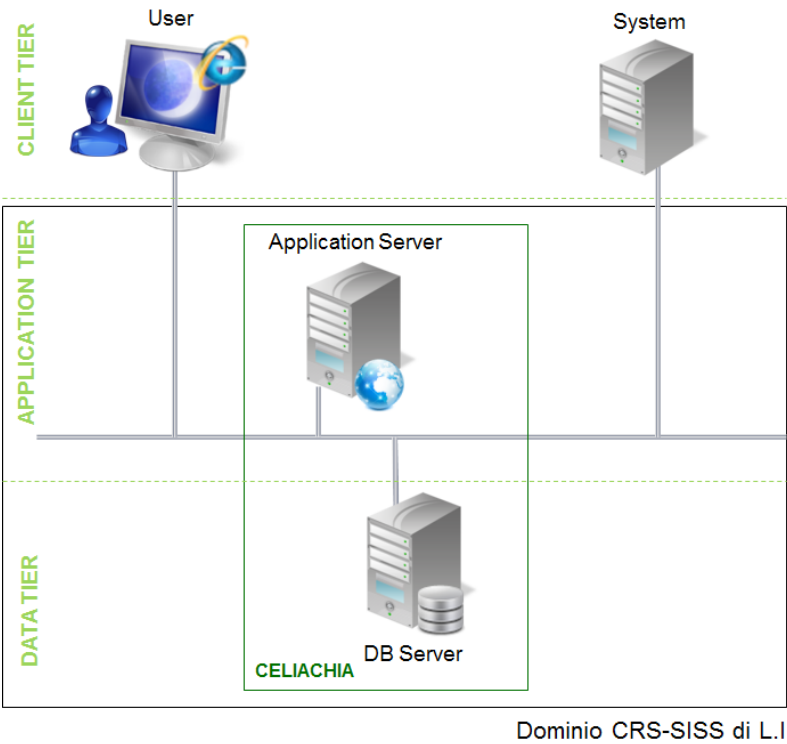 User
System
CLIENT TIER
Application Server
APPLICATION TIER
DB Server
CELIACHIA
DATA TIER
Dominio CRS-SISS di L.I